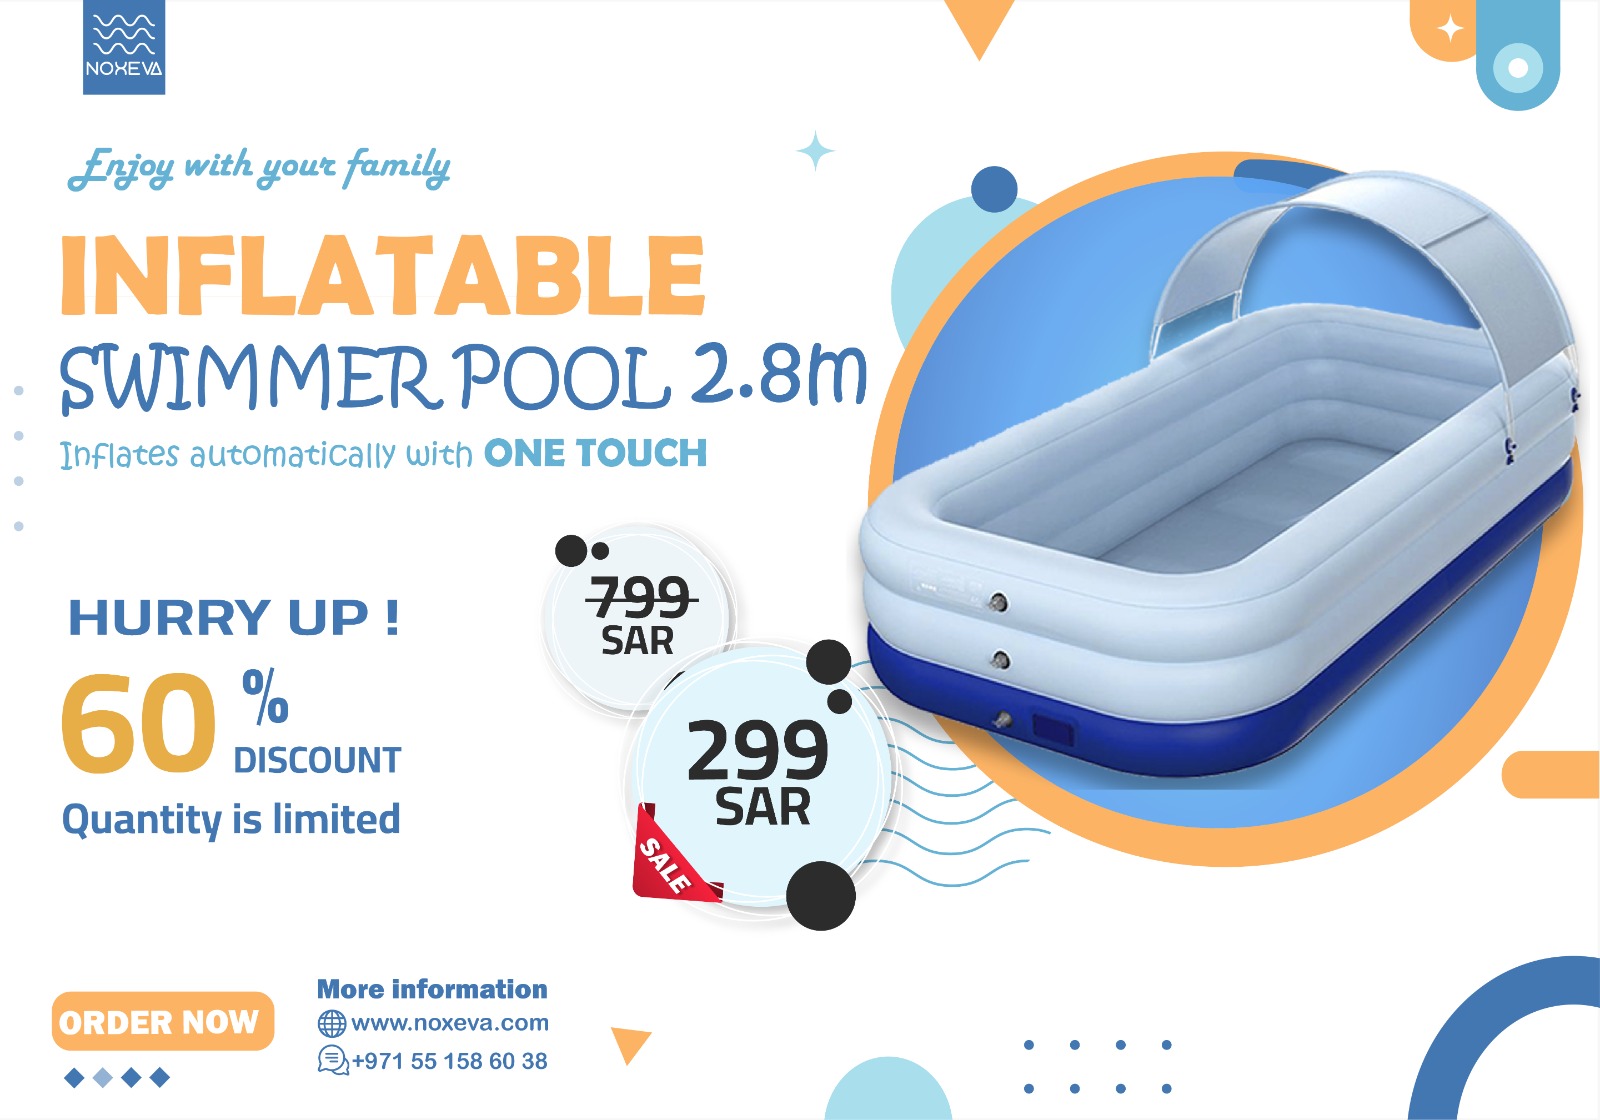 NOXEVA
Enjoy with your family
INFLATABLE
SWIMMER POOL 2.8m
Inflates automatically with ONE TOUCH
799
SAR
HURRY UP !
60 %
DISCOUNT
Quantity is limited
299
SAR
SALE
ORDER NOW
More information
www.noxeva.com
+971 55 158 60 38